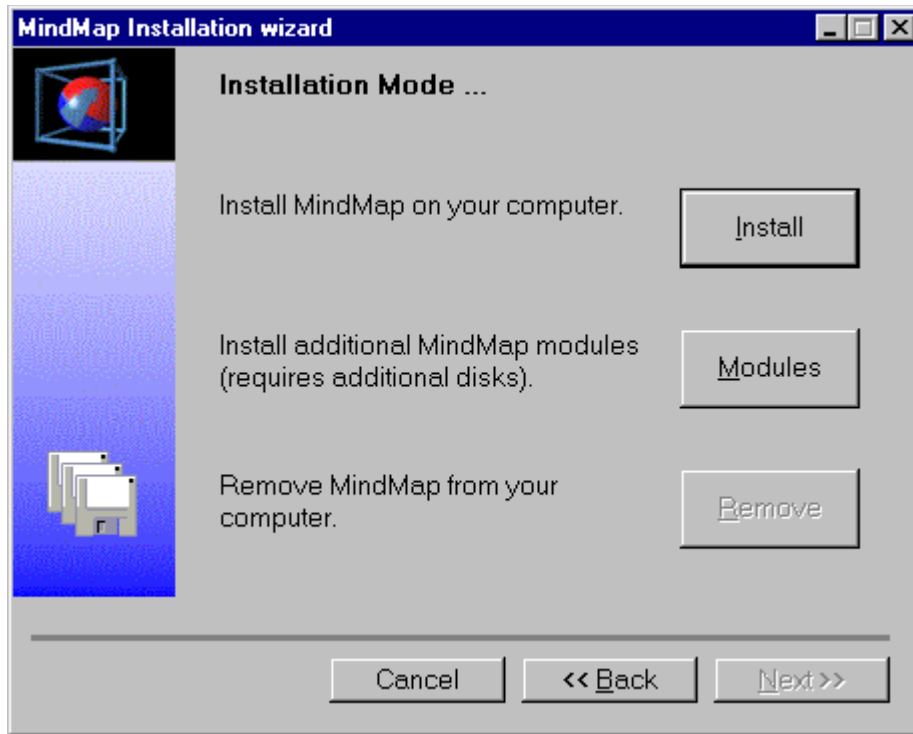 MindMap Installation wizard
Installation Mode ...
Install MindMap on your computer.
Install
Install additional MindMap modules
(requires additional disks).
Modules
Remove MindMap from your
computer.
Remove
Cancel
<< Back
Next >>